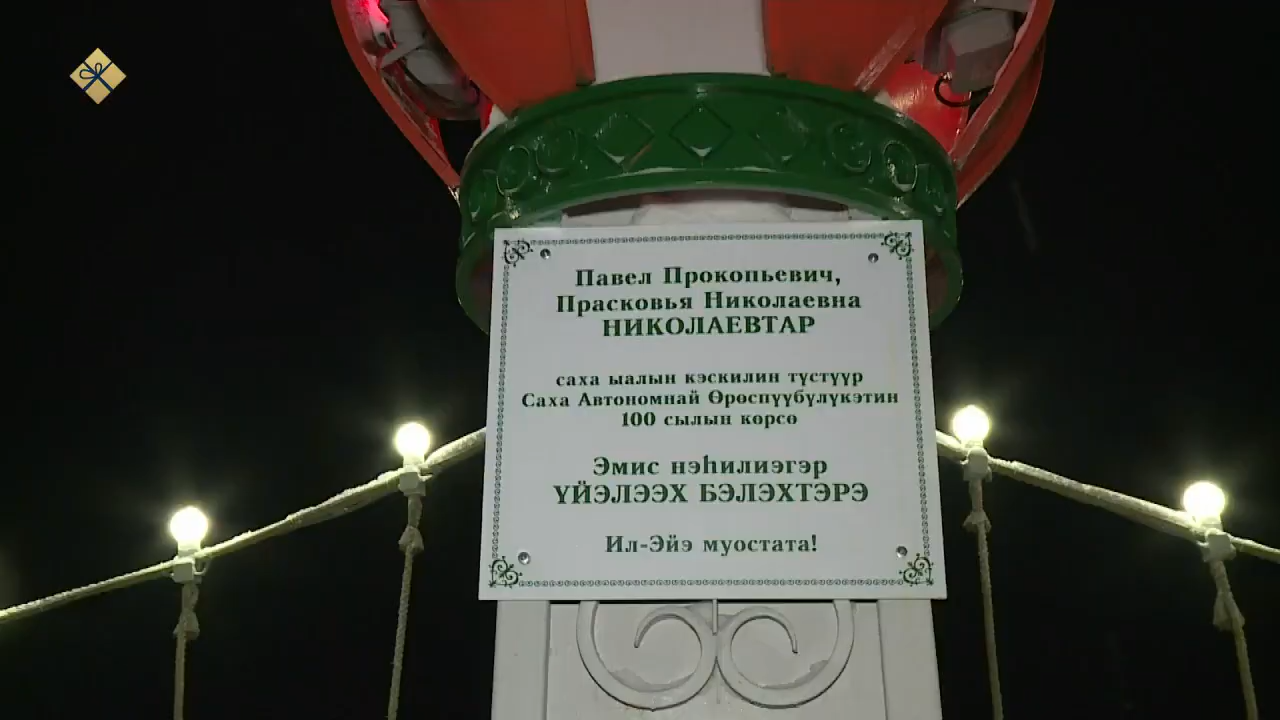 Павел Прокопьевич,
Прасковья Николаевна
НИКОЛАЕВТАР
саха ыалын кэскилин түстүүр
Саха Автономнай Өрөспүүбүлүкэтин
100 сылын көрсө
Эмис нэһилиэгэр
ҮЙЭЛЭЭХ БЭЛЭХТЭРЭ
Ил-Эйэ муостата!